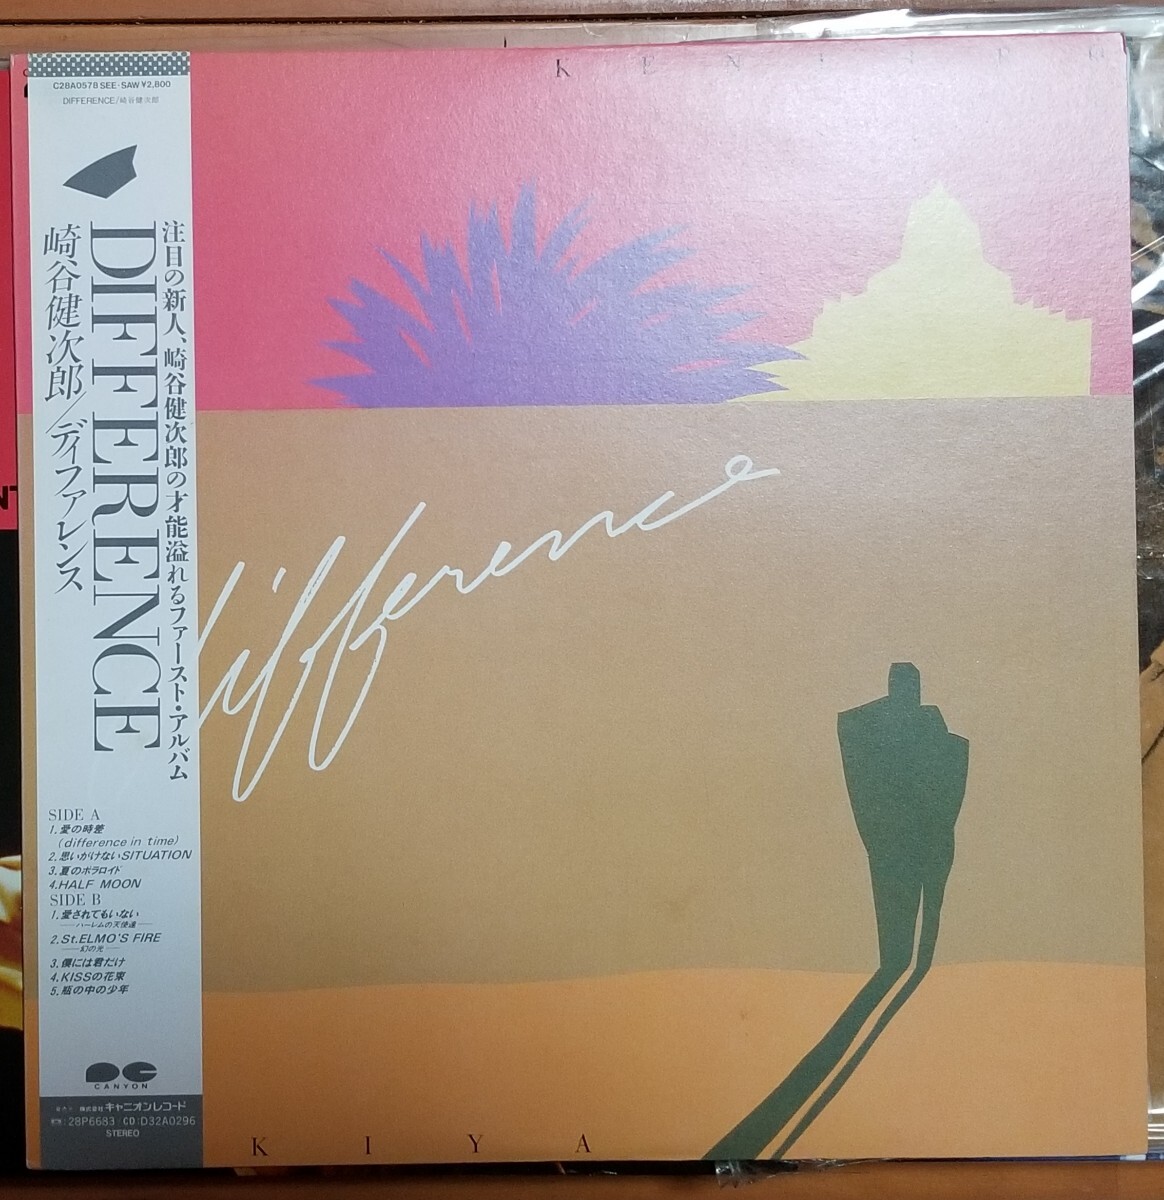 C28A0578 SEE・SAW ¥2,800
DIFFERENCE/崎谷健次郎
注目の新人、崎谷健次郎の才能溢れるファースト・アルバム
DIFFERENCE
崎谷健次郎/ディファレンス
SIDE A
1.愛の時差
(difference in time)
2.思いがけないSITUATION
3.夏のポラロイド
4.HALF MOON
SIDE B
1.愛されてもいない
──ハーレムの天使達──
2.St.ELMO'S FIRE
──幻の光──
3.僕には君だけ
4.KISSの花束
5.瓶の中の少年
CANYON
株式会社 キャニオンレコード
:28P6683 CD:D32A0296
STEREO
KENJIRO
difference
KIYA
NT